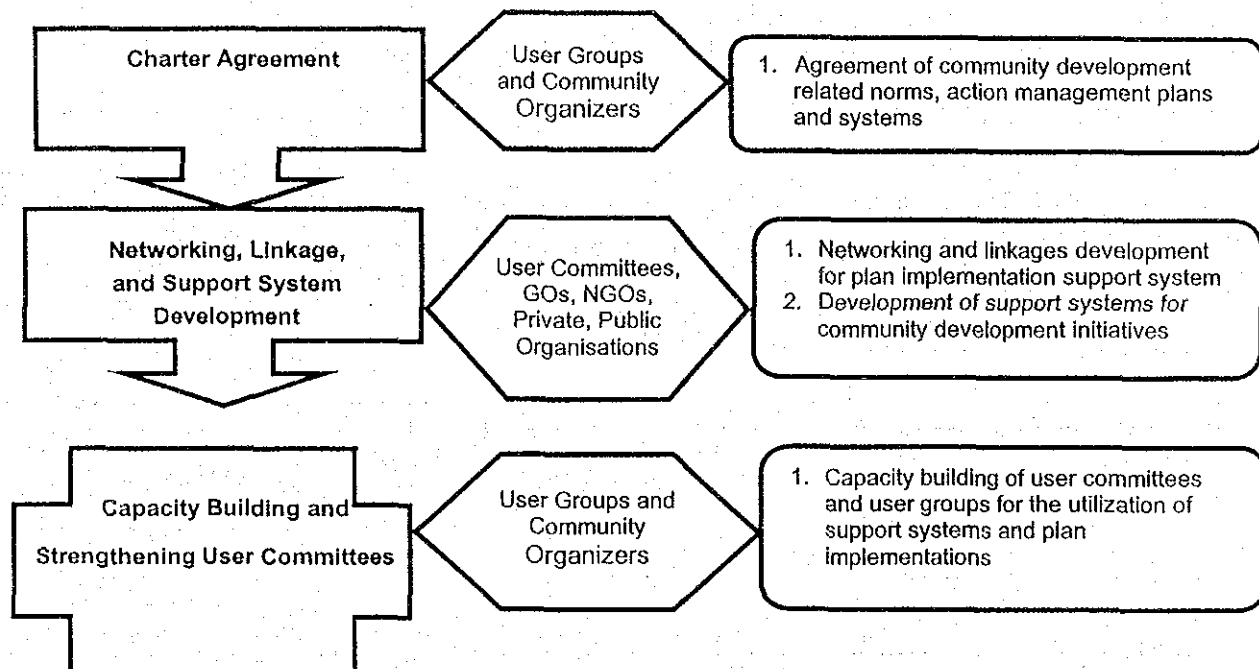 Charter Agreement
User Groups
and Community
Organizers
1. Agreement of community development
related norms, action management plans
and systems
Networking, Linkage,
and Support System
Development
User Committees,
GOs, NGOs,
Private, Public
Organisations
1. Networking and linkages development
for plan implementation support system
2. Development of support systems for
community development initiatives
Capacity Building and
Strengthening User Committees
User Groups and
Community
Organizers
1. Capacity building of user committees
and user groups for the utilization of
support systems and plan
implementations